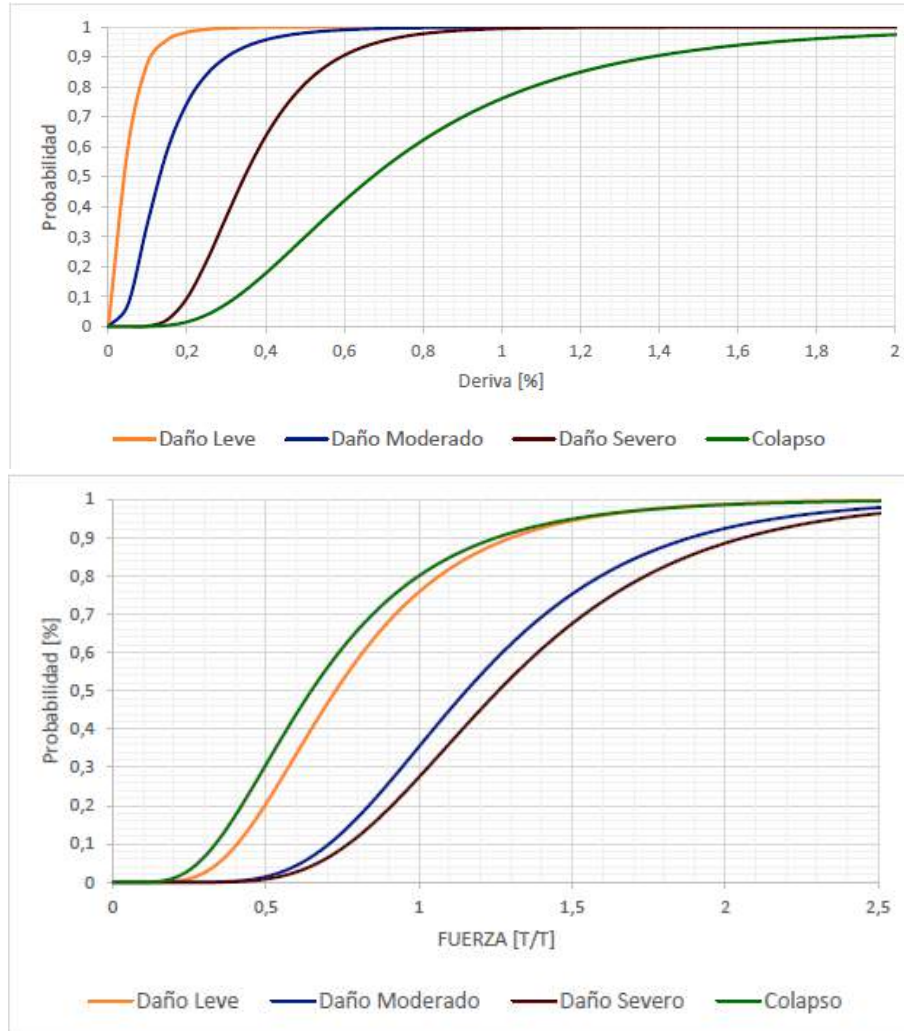 1
0,9
0,8
0,7
0,6
0,5
0,4
0,3
0,2
0,1
0
Probabilidad
0 0,2 0,4 0,6 0,8 1 1,2 1,4 1,6 1,8 2
Deriva [%]
Daño Leve Daño Moderado Daño Severo Colapso
1
0,9
0,8
0,7
0,6
0,5
0,4
0,3
0,2
0,1
0
Probabilidad [%]
0 0,5 1 1,5 2 2,5
FUERZA [T/T]
Daño Leve Daño Moderado Daño Severo Colapso